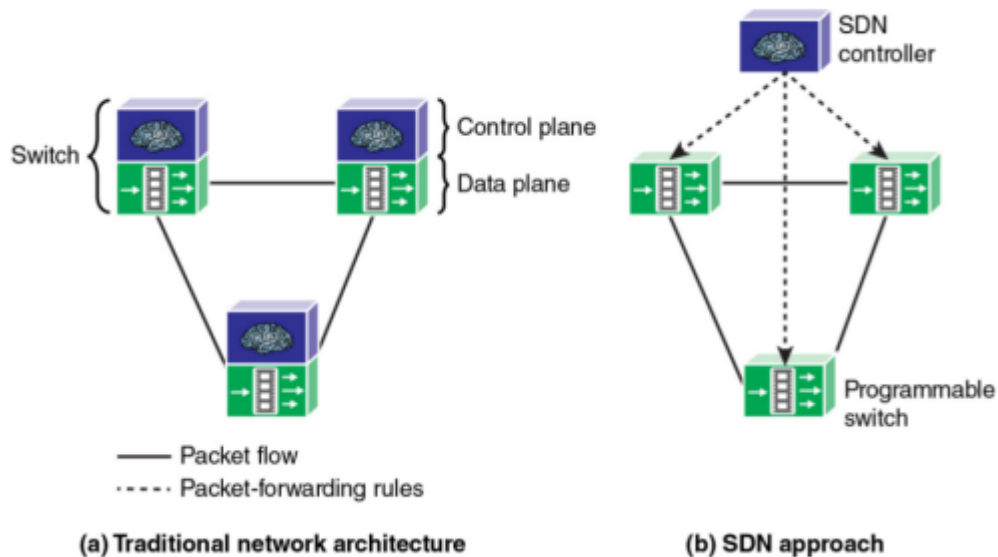 SDN
controller
Switch
Control plane
Data plane
Programmable
switch
Packet flow
Packet-forwarding rules
(a) Traditional network architecture
(b) SDN approach